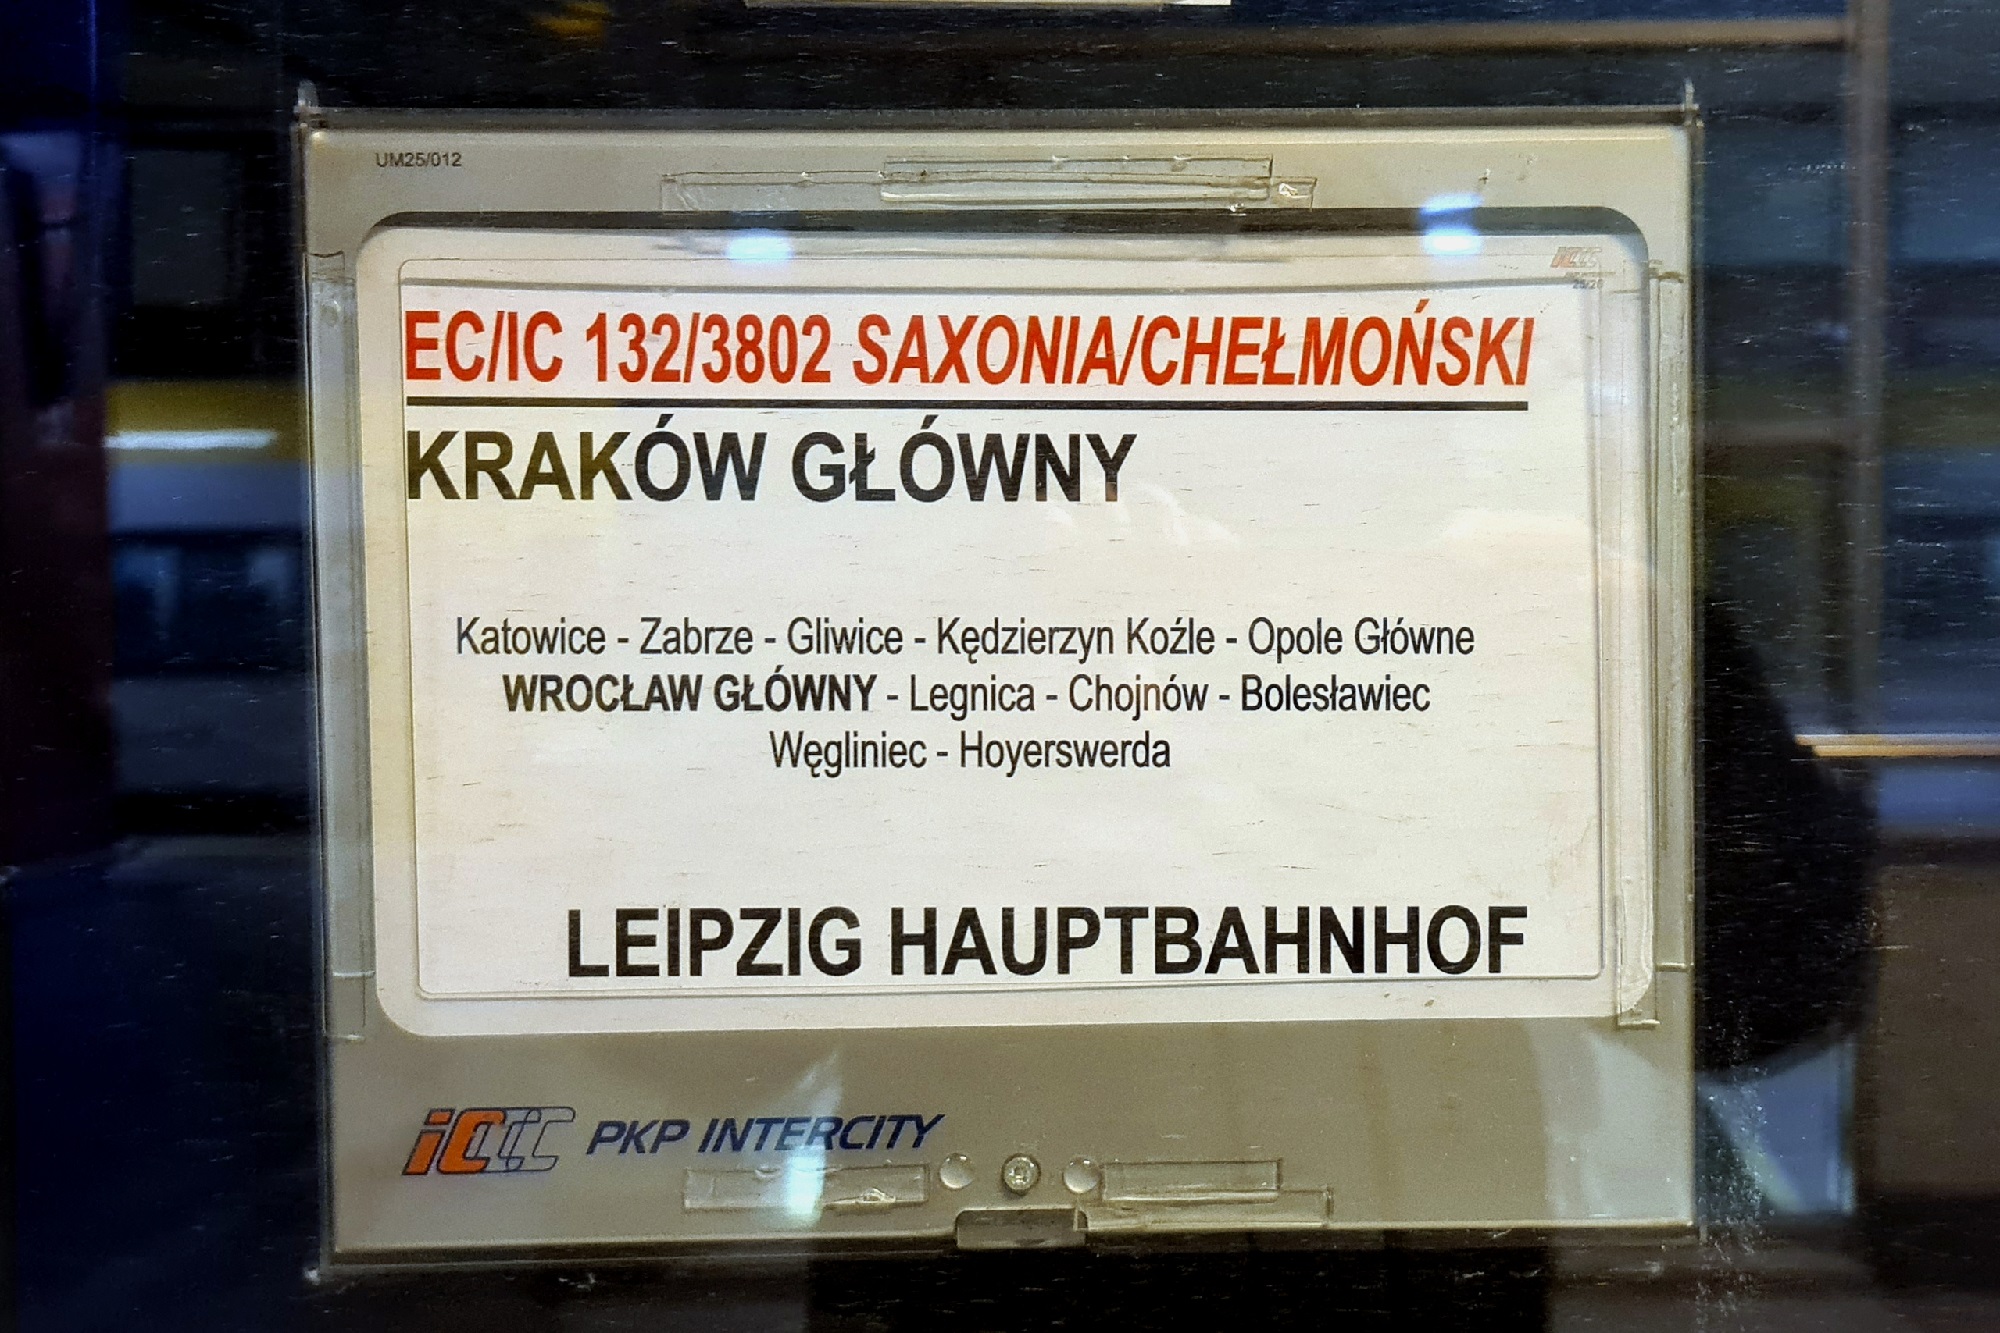 UM25/012
EC/IC 132/3802 SAXONIA/CHEŁMOŃSKI
KRAKÓW GŁÓWNY
Katowice - Zabrze - Gliwice - Kędzierzyn Koźle - Opole Główne
WROCŁAW GŁÓWNY - Legnica - Chojnów - Bolesławiec
Węgliniec - Hoyerswerda
LEIPZIG HAUPTBAHNHOF
iC PKP INTERCITY